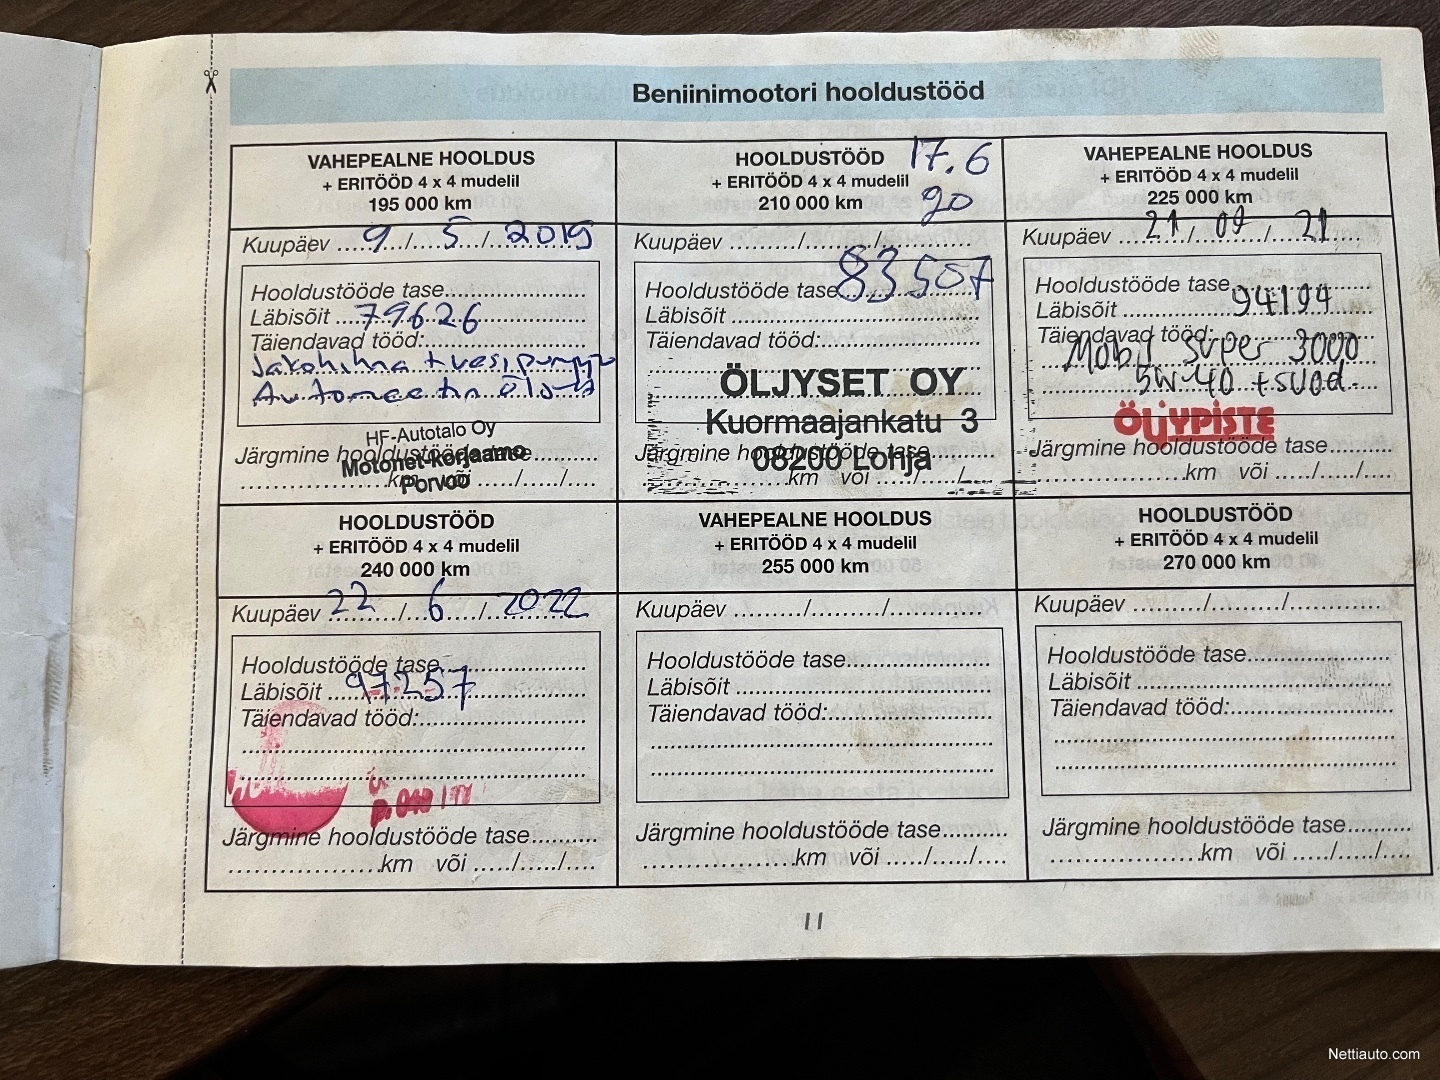 Beniinimootori hooldustööd
VAHEPEALNE HOOLDUS
+ ERITÖÖD 4 x 4 mudelil
195 000 km
Kuupäev 9 / 5 / 2019
Hooldustööde tase
Läbisõit 79626
Täiendavad tööd:
Jakohihna + vesipumppu
HF-Autotalo Oy
Motonet-korjaamo
Porvoo
Järgmine hooldustööde tase
km või / /
HOOLDUSTÖÖD 17.6
+ ERITÖÖD 4 x 4 mudelil
210 000 km 20
Kuupäev / /
Hooldustööde tase 83507
Läbisõit
Täiendavad tööd:
ÖLJYSET OY
Kuormaajankatu 3
08200 Lohja
Järgmine hooldustööde tase
km või / /
VAHEPEALNE HOOLDUS
+ ERITÖÖD 4 x 4 mudelil
225 000 km
Kuupäev 21 / 09 / 21
Hooldustööde tase
Läbisõit 94194
Täiendavad tööd:
Mobil super 3000
5W-40 + suod.
ÖLJYPISTE
Järgmine hooldustööde tase
km või / /
HOOLDUSTÖÖD
+ ERITÖÖD 4 x 4 mudelil
240 000 km
Kuupäev 22 / 6 / 2022
Hooldustööde tase
Läbisõit 97257
Täiendavad tööd:
Järgmine hooldustööde tase
km või / /
VAHEPEALNE HOOLDUS
+ ERITÖÖD 4 x 4 mudelil
255 000 km
Kuupäev / /
Hooldustööde tase
Läbisõit
Täiendavad tööd:
Järgmine hooldustööde tase
km või / /
HOOLDUSTÖÖD
+ ERITÖÖD 4 x 4 mudelil
270 000 km
Kuupäev / /
Hooldustööde tase
Läbisõit
Täiendavad tööd:
Järgmine hooldustööde tase
km või / /
11
Nettiauto.com